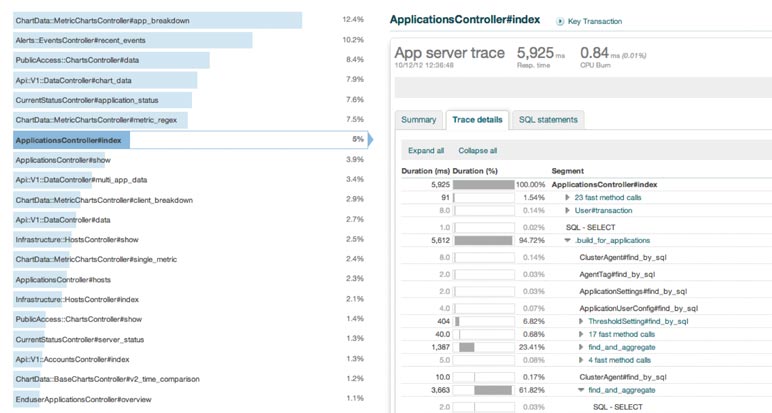 ChartData::MetricChartsController#app_breakdown 12.4%
Alerts::EventsController#recent_events 10.2%
PublicAccess::ChartsController#data 8.4%
Api::V1::DataController#chart_data 7.9%
CurrentStatusController#application_status 7.6%
ChartData::MetricChartsController#metric_regex 7.5%
ApplicationsController#index 5%
ApplicationsController#show 3.9%
Api::V1::DataController#multi_app_data 3.4%
ChartData::MetricChartsController#client_breakdown 2.9%
Api::V1::DataController#data 2.7%
Infrastructure::HostsController#show 2.5%
ChartData::MetricChartsController#single_metric 2.4%
ApplicationsController#hosts 2.3%
Infrastructure::HostsController#index 2.1%
PublicAccess::ChartsController#show 1.4%
CurrentStatusController#server_status 1.3%
Api::V1::AccountsController#index 1.3%
ChartData::BaseChartsController#v2_time_comparison 1.2%
EnduserApplicationsController#overview 1.1%
ApplicationsController#index Key Transaction
App server trace 5,925 ms 0.84 ms (0.01%)
10/12/12 12:36:48 Resp. time CPU Burn
Summary Trace details SQL statements
Expand all Collapse all
Duration (ms) Duration (%) Segment
5,925 100.00% ApplicationsController#index
91 1.54% 23 fast method calls
8.0 0.14% User#transaction
1.0 0.02% SQL - SELECT
5,612 94.72% .build_for_applications
8.0 0.14% ClusterAgent#find_by_sql
2.0 0.03% AgentTag#find_by_sql
2.0 0.03% ApplicationSettings#find_by_sql
4.0 0.07% ApplicationUserConfig#find_by_sql
404 6.82% ThresholdSetting#find_by_sql
40.0 0.68% 17 fast method calls
1,387 23.41% find_and_aggregate
5.0 0.08% 4 fast method calls
10.0 0.17% ClusterAgent#find_by_sql
3,663 61.82% find_and_aggregate
2.0 0.03% SQL - SELECT